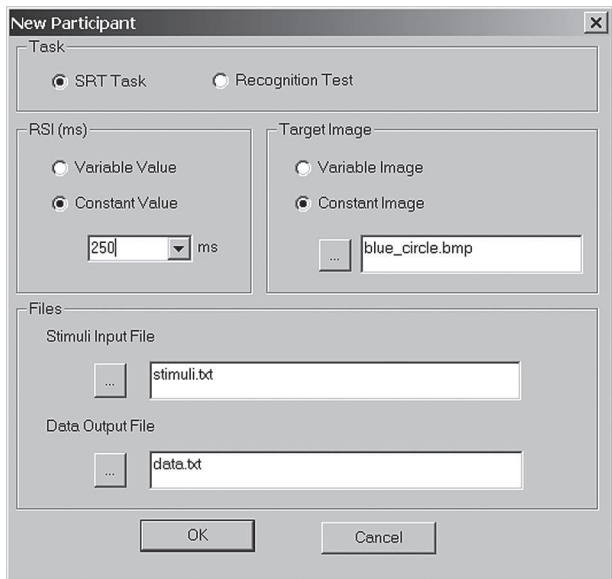 New Participant
Task
SRT Task Recognition Test
RSI (ms) Target Image
Variable Value Variable Image
Constant Value Constant Image
250 ms ... blue_circle.bmp
Files
Stimuli Input File
... stimuli.txt
Data Output File
... data.txt
OK Cancel